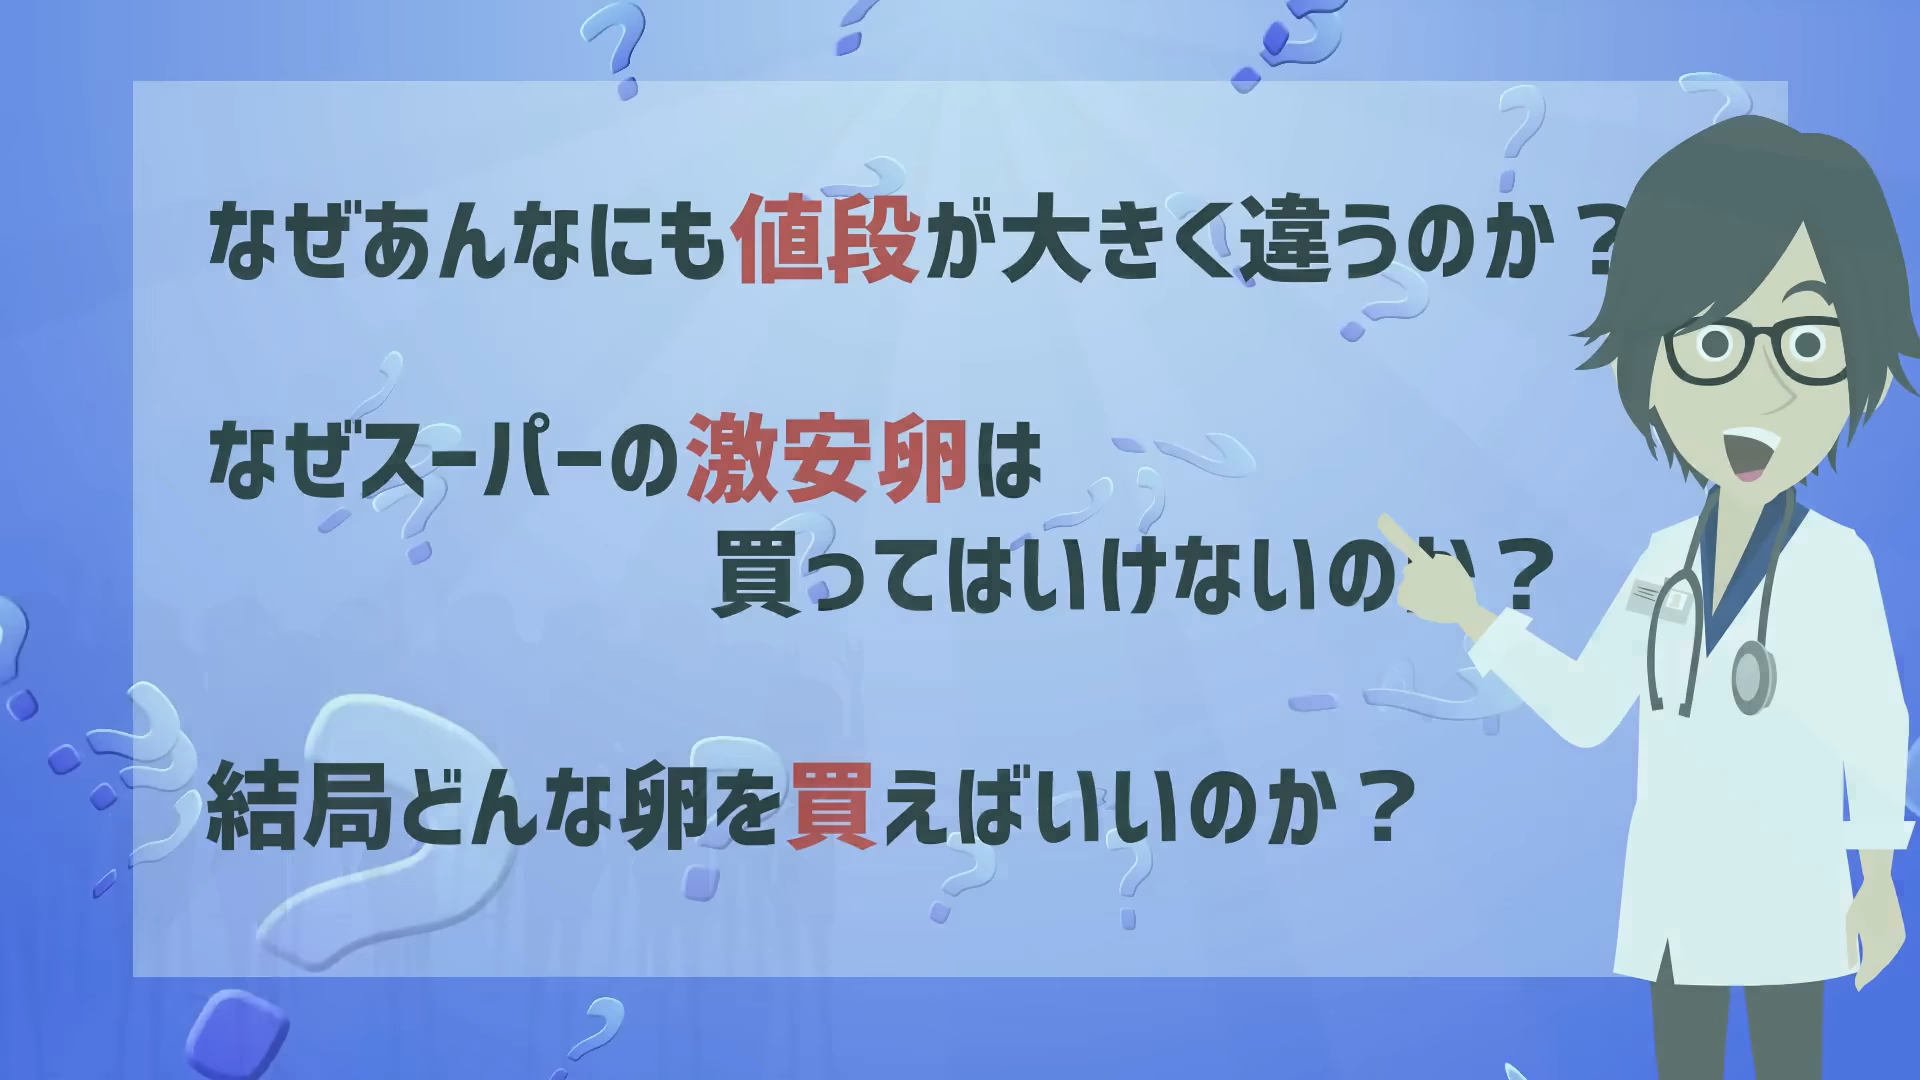 なぜあんなにも値段が大きく違うのか？
なぜスーパーの激安卵は
買ってはいけないのか？
結局どんな卵を買えばいいのか？